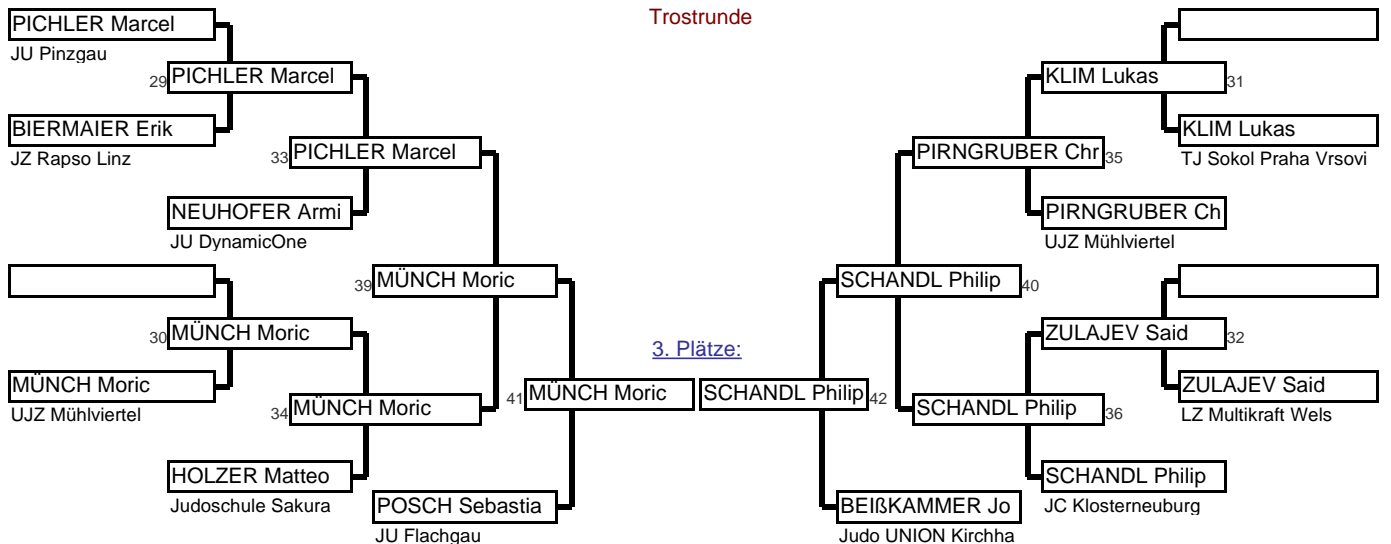 Trostrunde
PICHLER Marcel
JU Pinzgau
29 PICHLER Marcel
BIERMAIER Erik
JZ Rapso Linz
33 PICHLER Marcel
NEUHOFER Armi
JU DynamicOne
39 MÜNCH Moric
30 MÜNCH Moric
MÜNCH Moric
UJZ Mühlviertel
34 MÜNCH Moric
HOLZER Matteo
Judoschule Sakura
41 MÜNCH Moric
POSCH Sebastia
JU Flachgau
3. Plätze:
KLIM Lukas 31
KLIM Lukas
TJ Sokol Praha Vrsovi
PIRNGRUBER Chr 35
PIRNGRUBER Ch
UJZ Mühlviertel
SCHANDL Philip 40
ZULAJEV Said 32
ZULAJEV Said
LZ Multikraft Wels
SCHANDL Philip 36
SCHANDL Philip
JC Klosterneuburg
SCHANDL Philip 42
BEIßKAMMER Jo
Judo UNION Kirchha